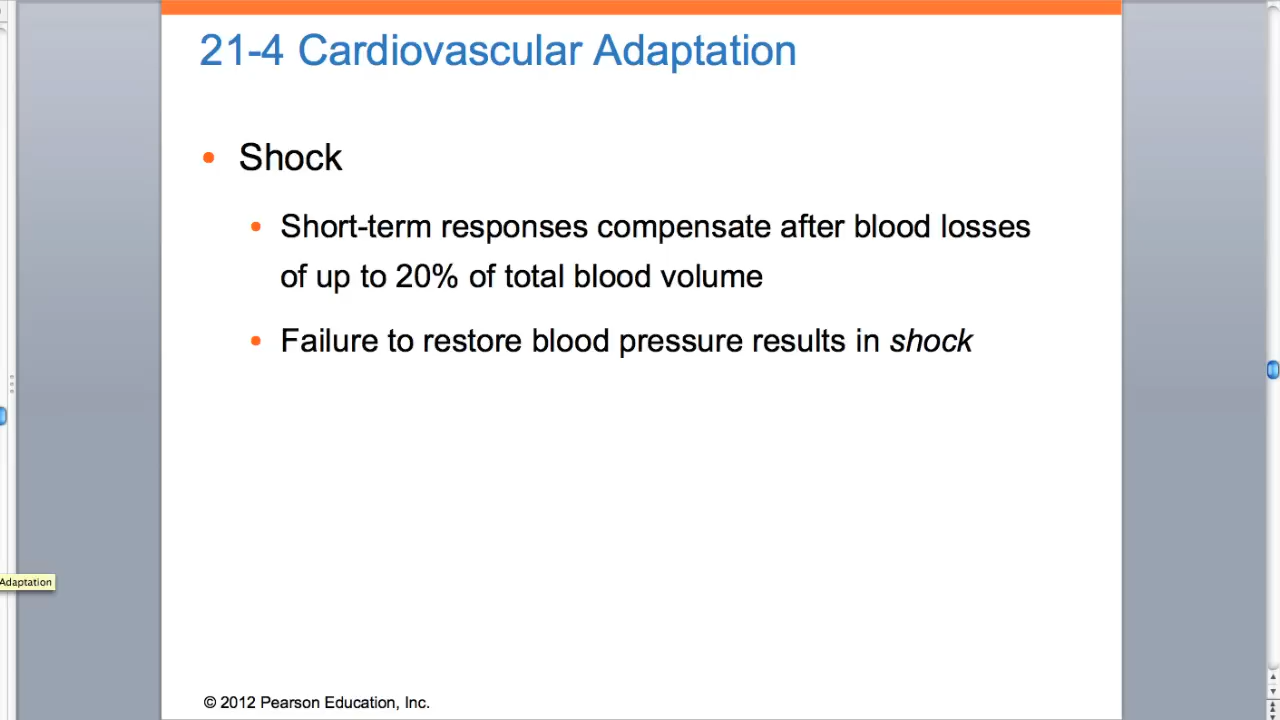 21-4 Cardiovascular Adaptation
• Shock
• Short-term responses compensate after blood losses
of up to 20% of total blood volume
• Failure to restore blood pressure results in shock
Adaptation
© 2012 Pearson Education, Inc.